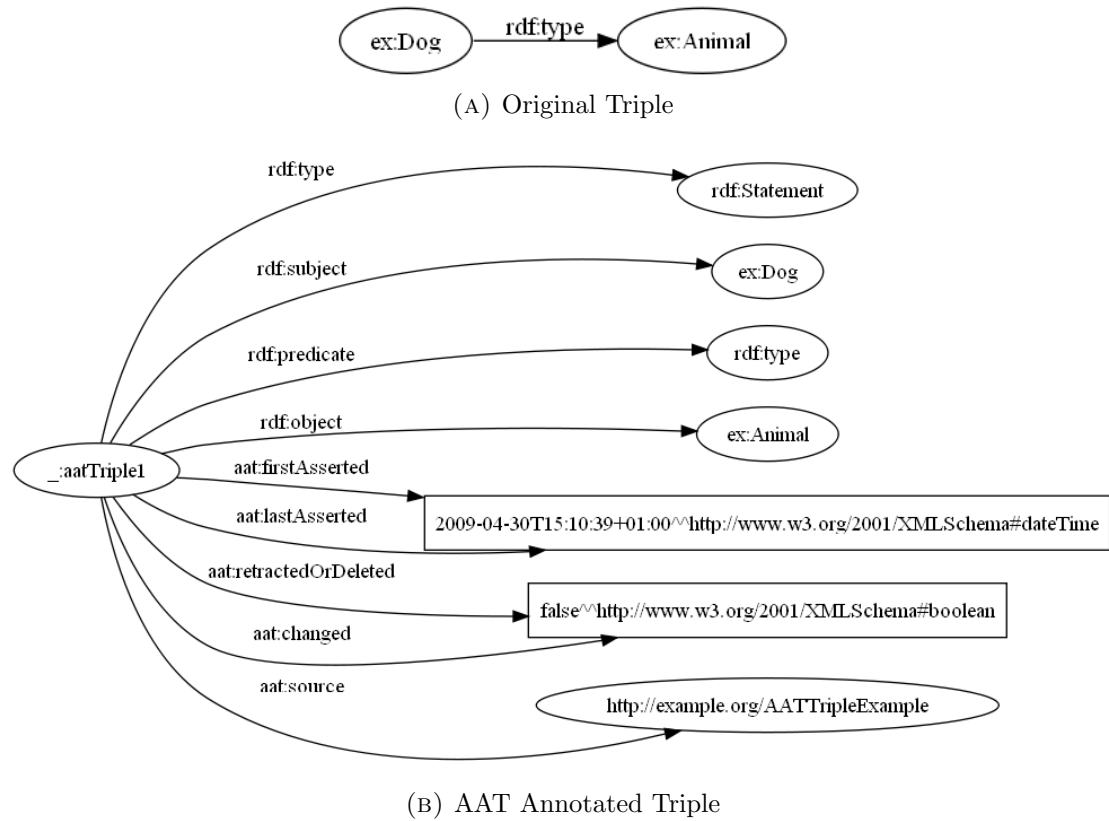 ex:Dog
rdf:type
ex:Animal
(A) Original Triple
rdf:type
rdf:Statement
rdf:subject
ex:Dog
rdf:predicate
rdf:type
rdf:object
ex:Animal
_:aatTriple1
aat:firstAsserted
aat:lastAsserted
2009-04-30T15:10:39+01:00^^http://www.w3.org/2001/XMLSchema#dateTime
aat:retractedOrDeleted
false^^http://www.w3.org/2001/XMLSchema#boolean
aat:changed
aat:source
http://example.org/AATTripleExample
(B) AAT Annotated Triple